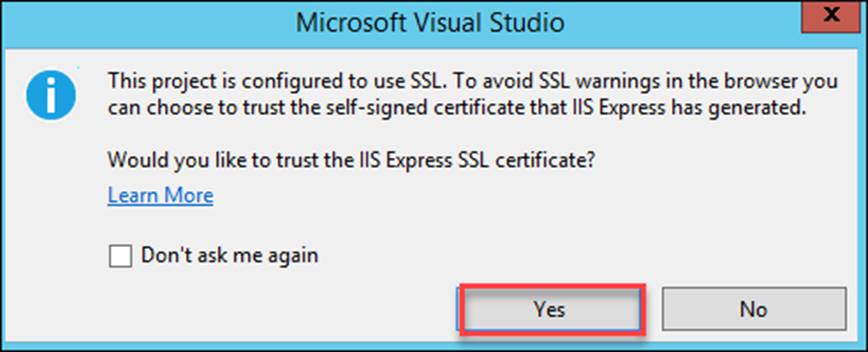 Microsoft Visual Studio
x
This project is configured to use SSL. To avoid SSL warnings in the browser you
can choose to trust the self-signed certificate that IIS Express has generated.
Would you like to trust the IIS Express SSL certificate?
Learn More
Don't ask me again
Yes
No